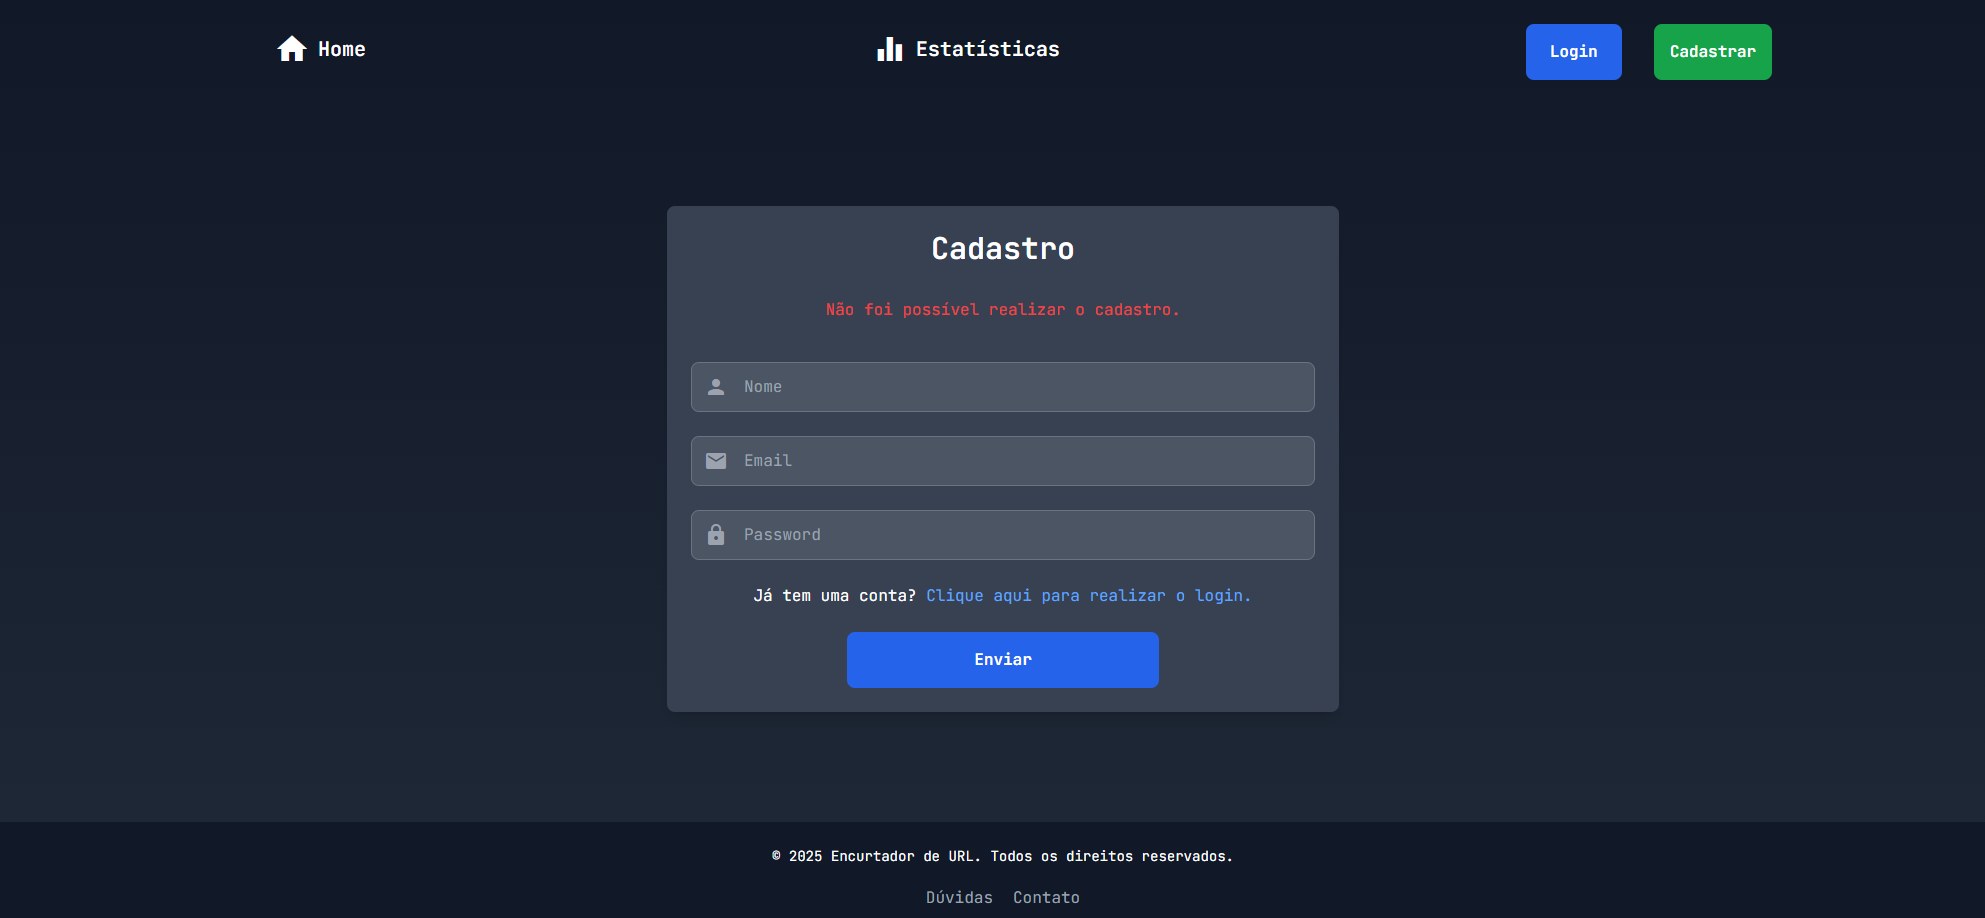 Home
Estatísticas
Login
Cadastrar
Cadastro
Não foi possível realizar o cadastro.
Nome
Email
Password
Já tem uma conta? Clique aqui para realizar o login.
Enviar
© 2025 Encurtador de URL. Todos os direitos reservados.
Dúvidas Contato